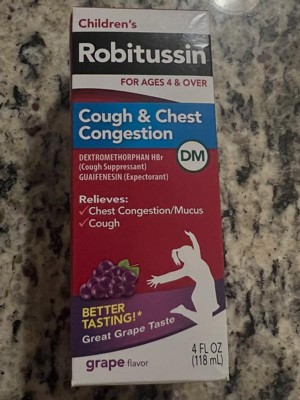 Children's
Robitussin
FOR AGES 4 & OVER
Cough & Chest
Congestion
DM
DEXTROMETHORPHAN HBr
(Cough Suppressant)
GUAIFENESIN (Expectorant)
Relieves:
✓ Chest Congestion/Mucus
✓ Cough
BETTER
TASTING!*
Great Grape Taste
grape flavor
4 FL OZ
(118 mL)